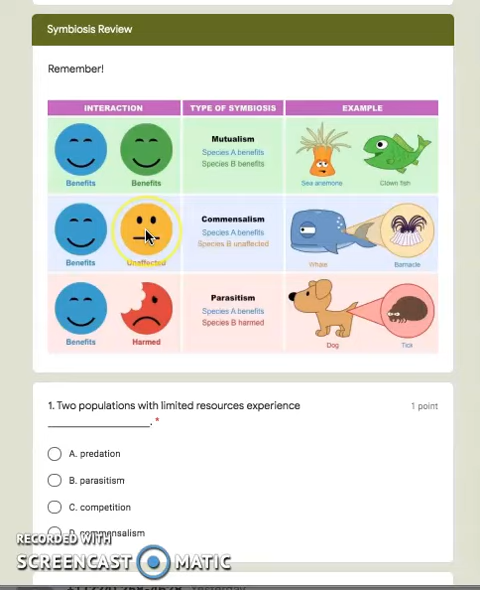 Symbiosis Review
Remember!
INTERACTION TYPE OF SYMBIOSIS EXAMPLE
Benefits Benefits
Mutualism
Species A benefits
Species B benefits
Sea anemone Clown fish
Benefits Unaffected
Commensalism
Species A benefits
Species B unaffected
Whale Barnacle
Benefits Harmed
Parasitism
Species A benefits
Species B harmed
Dog Tick
1. Two populations with limited resources experience 1 point
____________________. *
A. predation
B. parasitism
C. competition
D. commensalism
RECORDED WITH
SCREENCAST MATIC